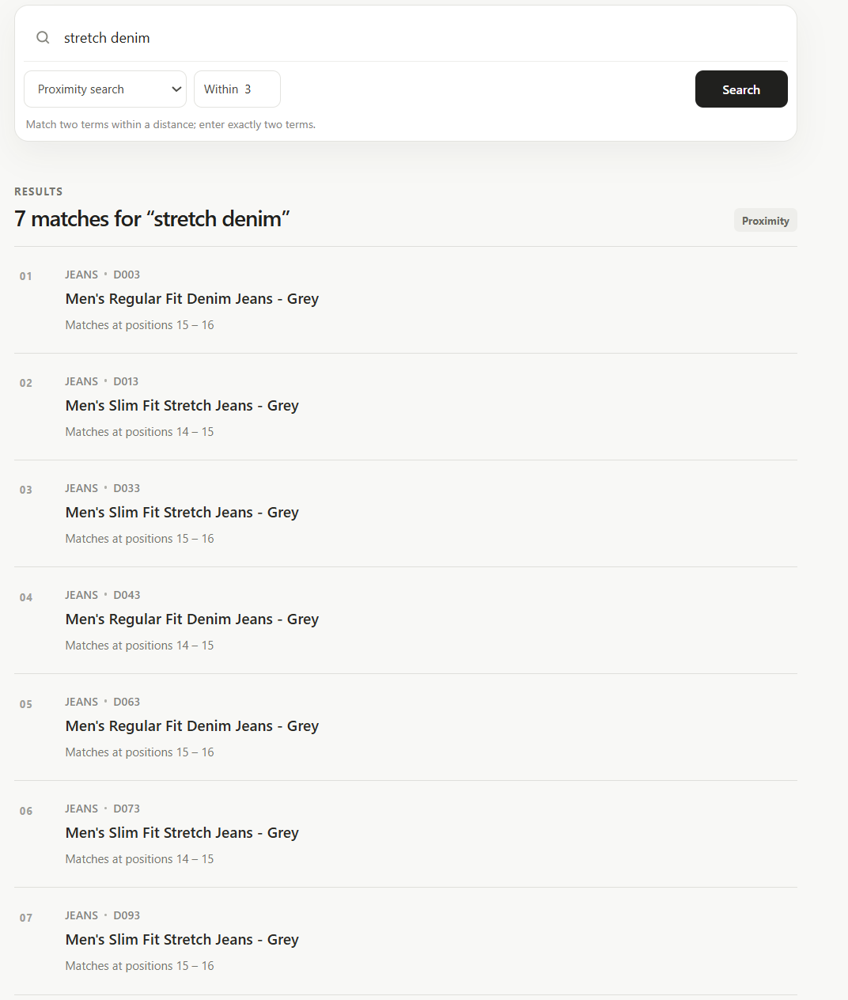 stretch denim
Proximity search
Within 3
Search
Match two terms within a distance; enter exactly two terms.
RESULTS
7 matches for “stretch denim”
Proximity
01
JEANS • D003
Men's Regular Fit Denim Jeans - Grey
Matches at positions 15 – 16
02
JEANS • D013
Men's Slim Fit Stretch Jeans - Grey
Matches at positions 14 – 15
03
JEANS • D033
Men's Slim Fit Stretch Jeans - Grey
Matches at positions 15 – 16
04
JEANS • D043
Men's Regular Fit Denim Jeans - Grey
Matches at positions 14 – 15
05
JEANS • D063
Men's Regular Fit Denim Jeans - Grey
Matches at positions 15 – 16
06
JEANS • D073
Men's Slim Fit Stretch Jeans - Grey
Matches at positions 14 – 15
07
JEANS • D093
Men's Slim Fit Stretch Jeans - Grey
Matches at positions 15 – 16